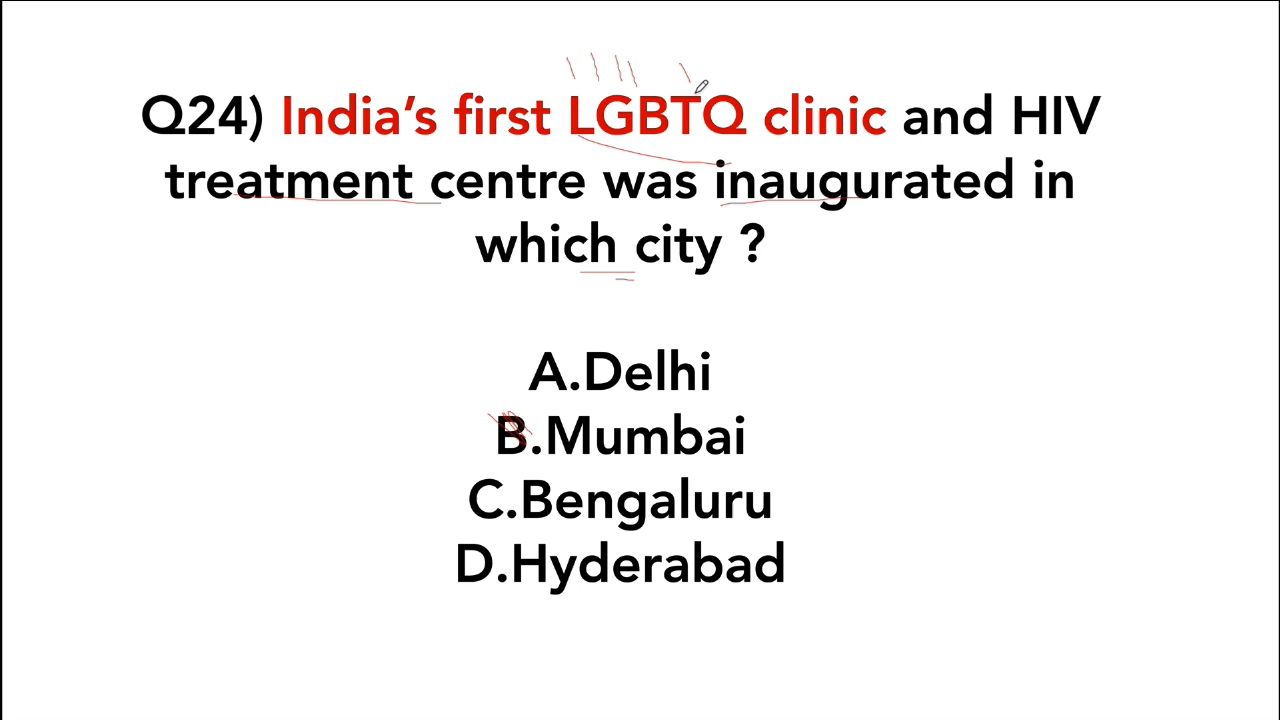 Q24) India’s first LGBTQ clinic and HIV
treatment centre was inaugurated in
which city ?
A.Delhi
B.Mumbai
C.Bengaluru
D.Hyderabad